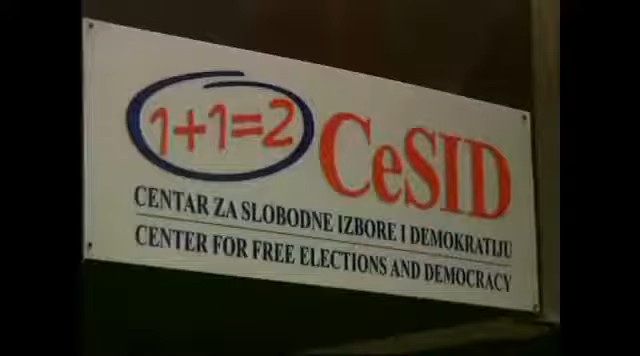 1+1=2 CeSID
CENTAR ZA SLOBODNE IZBORE I DEMOKRATIJU
CENTER FOR FREE ELECTIONS AND DEMOCRACY